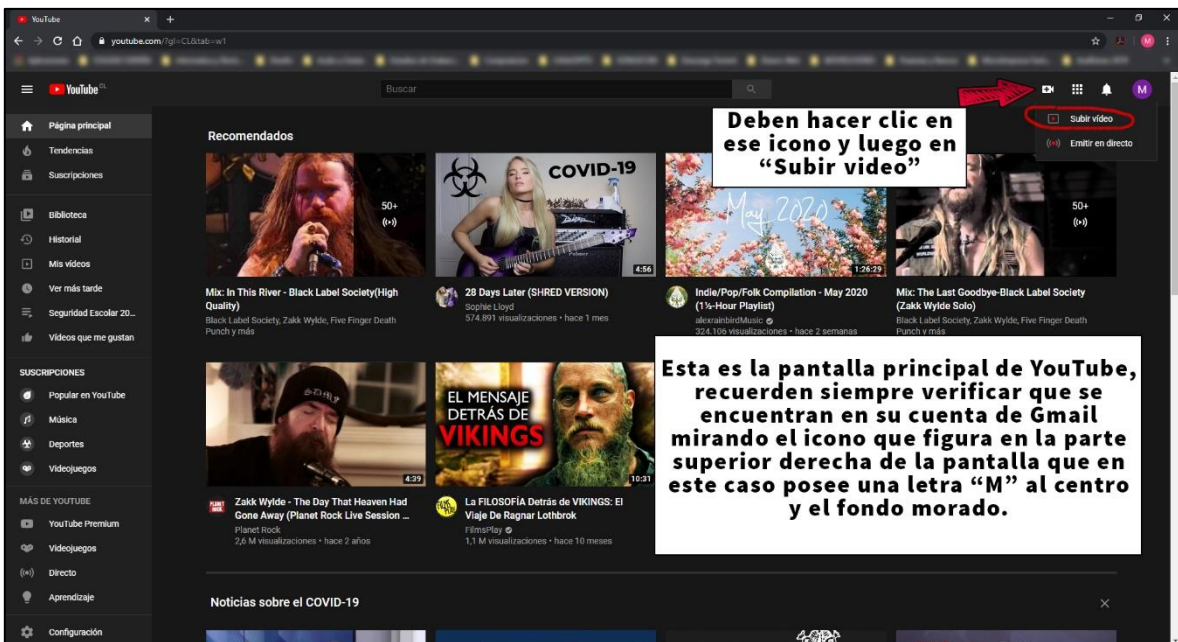 YouTube
youtube.com/?gl=CL&tab=w1
M
YouTube CL
Buscar
M
Página principal
Tendencias
Suscripciones
Biblioteca
Historial
Mis vídeos
Ver más tarde
Seguridad Escolar 20...
Vídeos que me gustan
SUSCRIPCIONES
Popular en YouTube
Música
Deportes
Videojuegos
MÁS DE YOUTUBE
YouTube Premium
Videojuegos
Directo
Aprendizaje
Configuración
Subir vídeo
Emitir en directo
Deben hacer clic en
ese icono y luego en
“Subir video”
Recomendados
50+
Mix: In This River - Black Label Society(High
Quality)
Black Label Society, Zakk Wylde, Five Finger Death
Punch y más
COVID-19
4:56
28 Days Later (SHRED VERSION)
Sophie Lloyd
574.891 visualizaciones • hace 1 mes
May 2020
1:26:29
Indie/Pop/Folk Compilation - May 2020
(1½-Hour Playlist)
alexrainbirdMusic
324.106 visualizaciones • hace 2 semanas
50+
Mix: The Last Goodbye-Black Label Society
(Zakk Wylde Solo)
Black Label Society, Zakk Wylde, Five Finger Death
Punch y más
4:39
Zakk Wylde - The Day That Heaven Had
Gone Away (Planet Rock Live Session ...
Planet Rock
2,6 M visualizaciones • hace 2 años
EL MENSAJE
DETRÁS DE
VIKINGS
10:31
La FILOSOFÍA Detrás de VIKINGS: El
Viaje De Ragnar Lothbrok
FilmsPlay
1,1 M visualizaciones • hace 10 meses
Esta es la pantalla principal de YouTube,
recuerden siempre verificar que se
encuentran en su cuenta de Gmail
mirando el icono que figura en la parte
superior derecha de la pantalla que en
este caso posee una letra “M” al centro
y el fondo morado.
Noticias sobre el COVID-19